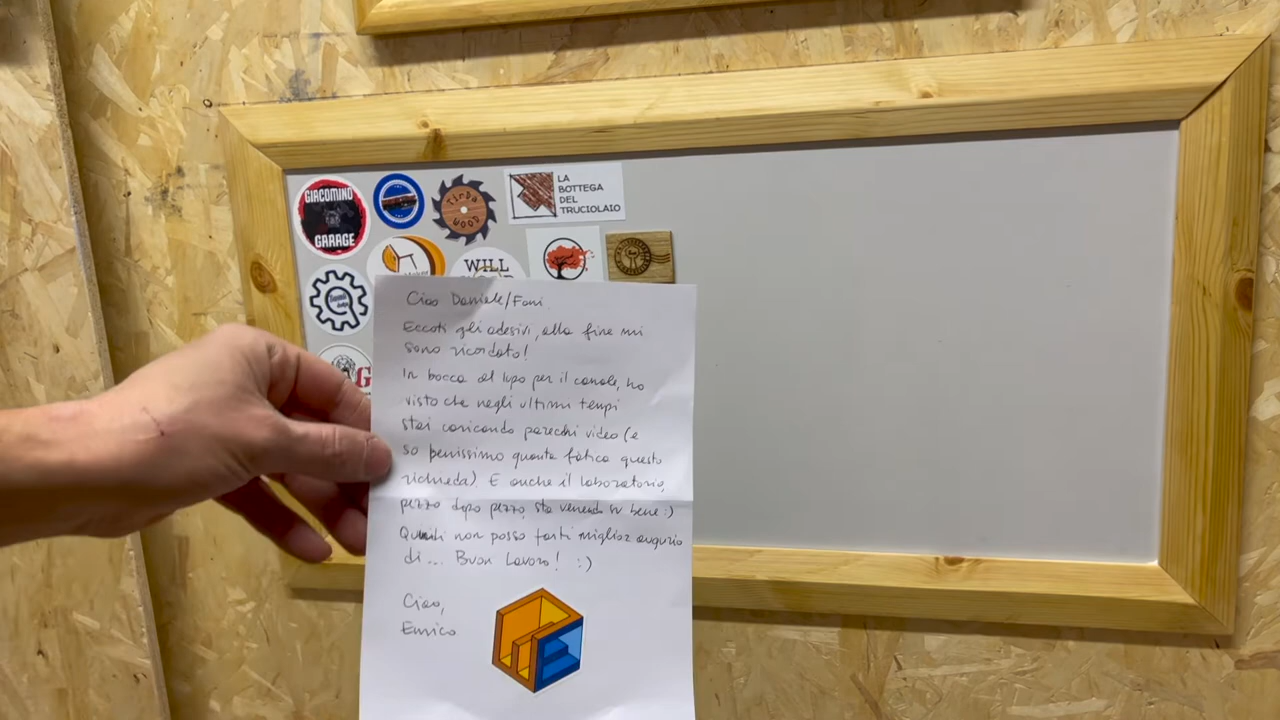 GIACOMINO
GARAGE
TIMBA
WOOD
LA
BOTTEGA
DEL
TRUCIOLAIO
WILL
G
Ciao Daniele/Foni.
Eccoti gli adesivi, alla fine mi
sono ricordato!
In bocca al lupo per il canale, ho
visto che negli ultimi tempi
stai caricando parecchi video (e
so benissimo quanta fatica questo
richieda) E anche il laboratorio,
pezzo dopo pezzo, sta venendo su bene :)
Quindi non posso farti miglior augurio
di... Buon Lavoro! :)
Ciao,
Enrico